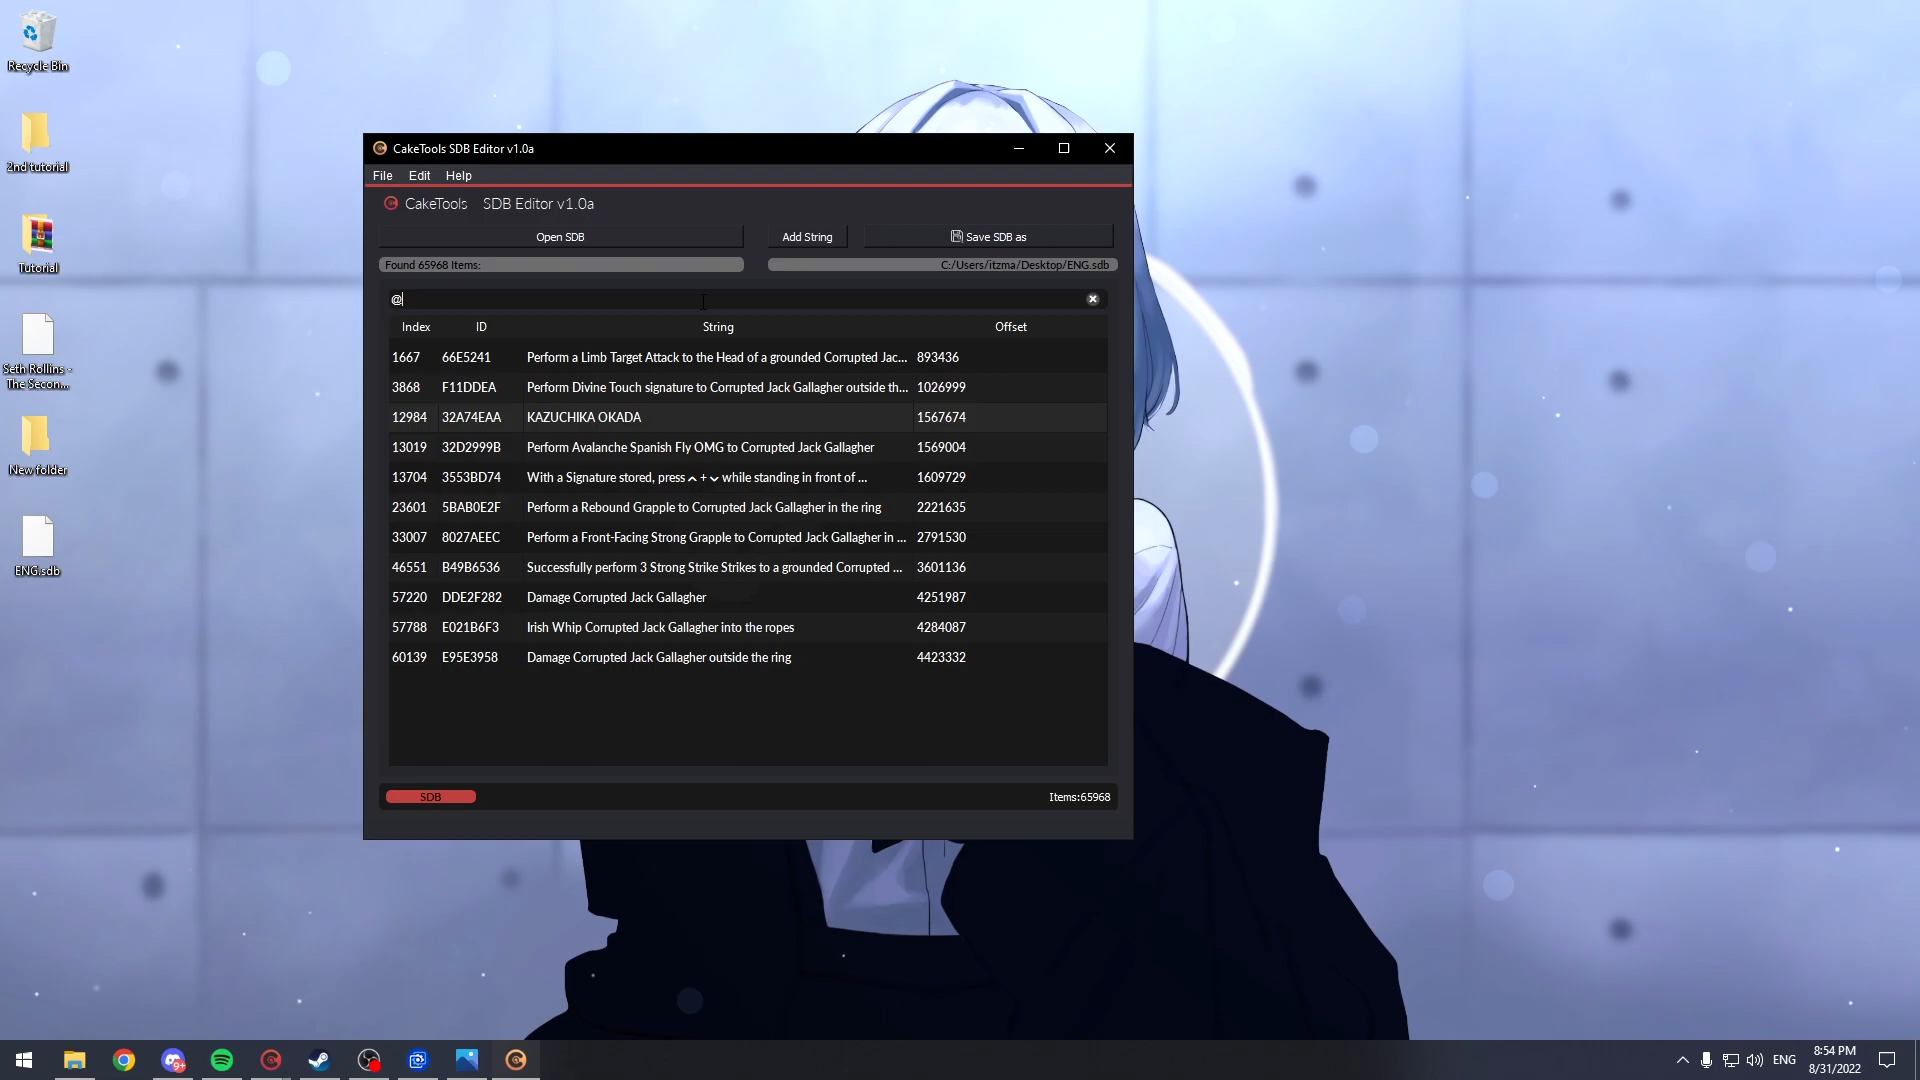 Recycle Bin
2nd tutorial
Tutorial
Seth Rollins -
The Secon...
New folder
ENG.sdb
CakeTools SDB Editor v1.0a
File Edit Help
CakeTools SDB Editor v1.0a
Open SDB Add String Save SDB as
Found 65968 Items: C:/Users/itzma/Desktop/ENG.sdb
@
Index ID String Offset
1667 66E5241 Perform a Limb Target Attack to the Head of a grounded Corrupted Jac... 893436
3868 F11DDEA Perform Divine Touch signature to Corrupted Jack Gallagher outside th... 1026999
12984 32A74EAA KAZUCHIKA OKADA 1567674
13019 32D2999B Perform Avalanche Spanish Fly OMG to Corrupted Jack Gallagher 1569004
13704 3553BD74 With a Signature stored, press ^ + v while standing in front of ... 1609729
23601 5BAB0E2F Perform a Rebound Grapple to Corrupted Jack Gallagher in the ring 2221635
33007 8027AEEC Perform a Front-Facing Strong Grapple to Corrupted Jack Gallagher in ... 2791530
46551 B49B6536 Successfully perform 3 Strong Strike Strikes to a grounded Corrupted ... 3601136
57220 DDE2F282 Damage Corrupted Jack Gallagher 4251987
57788 E021B6F3 Irish Whip Corrupted Jack Gallagher into the ropes 4284087
60139 E95E3958 Damage Corrupted Jack Gallagher outside the ring 4423332
SDB Items:65968
9+
ENG
8:54 PM
8/31/2022